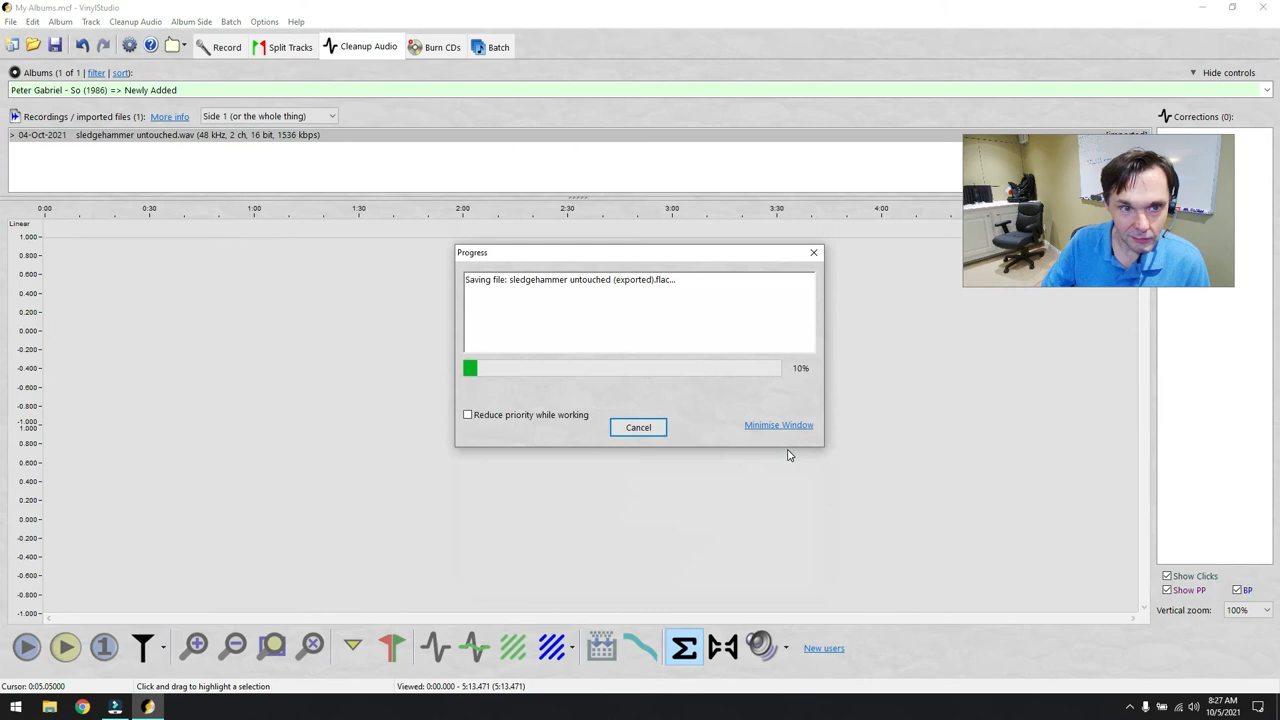 My Albums.mcf - VinylStudio
File Edit Album Track Cleanup Audio Album Side Batch Options Help
Record Split Tracks Cleanup Audio Burn CDs Batch
Albums (1 of 1) filter / sort):
Hide controls
Peter Gabriel - So (1986) => Newly Added
Recordings / imported files (1): More info Side 1 (or the whole thing)
Corrections (0):
> 04-Oct-2021 sledgehammer untouched.wav (48 kHz, 2 ch, 16 bit, 1536 kbps)
[imported]
0:00 0:30 1:00 2:00 2:30 3:00 3:30 4:00
Linear
1.000
0.800
0.600
0.400
0.200
0.000
-0.200
-0.400
-0.600
-0.800
-1.000
1.000
0.800
0.600
0.400
0.200
0.000
-0.200
-0.400
-0.600
-0.800
-1.000
Progress
Saving file: sledgehammer untouched (exported).flac...
10%
Reduce priority while working
Cancel
Minimise Window
Show Clicks
Show PP BP
Vertical zoom: 100%
1
New users
Cursor: 0:05.05000 Click and drag to highlight a selection Viewed: 0:00.000 - 5:13.471 (5:13.471)
8:27 AM
10/5/2021